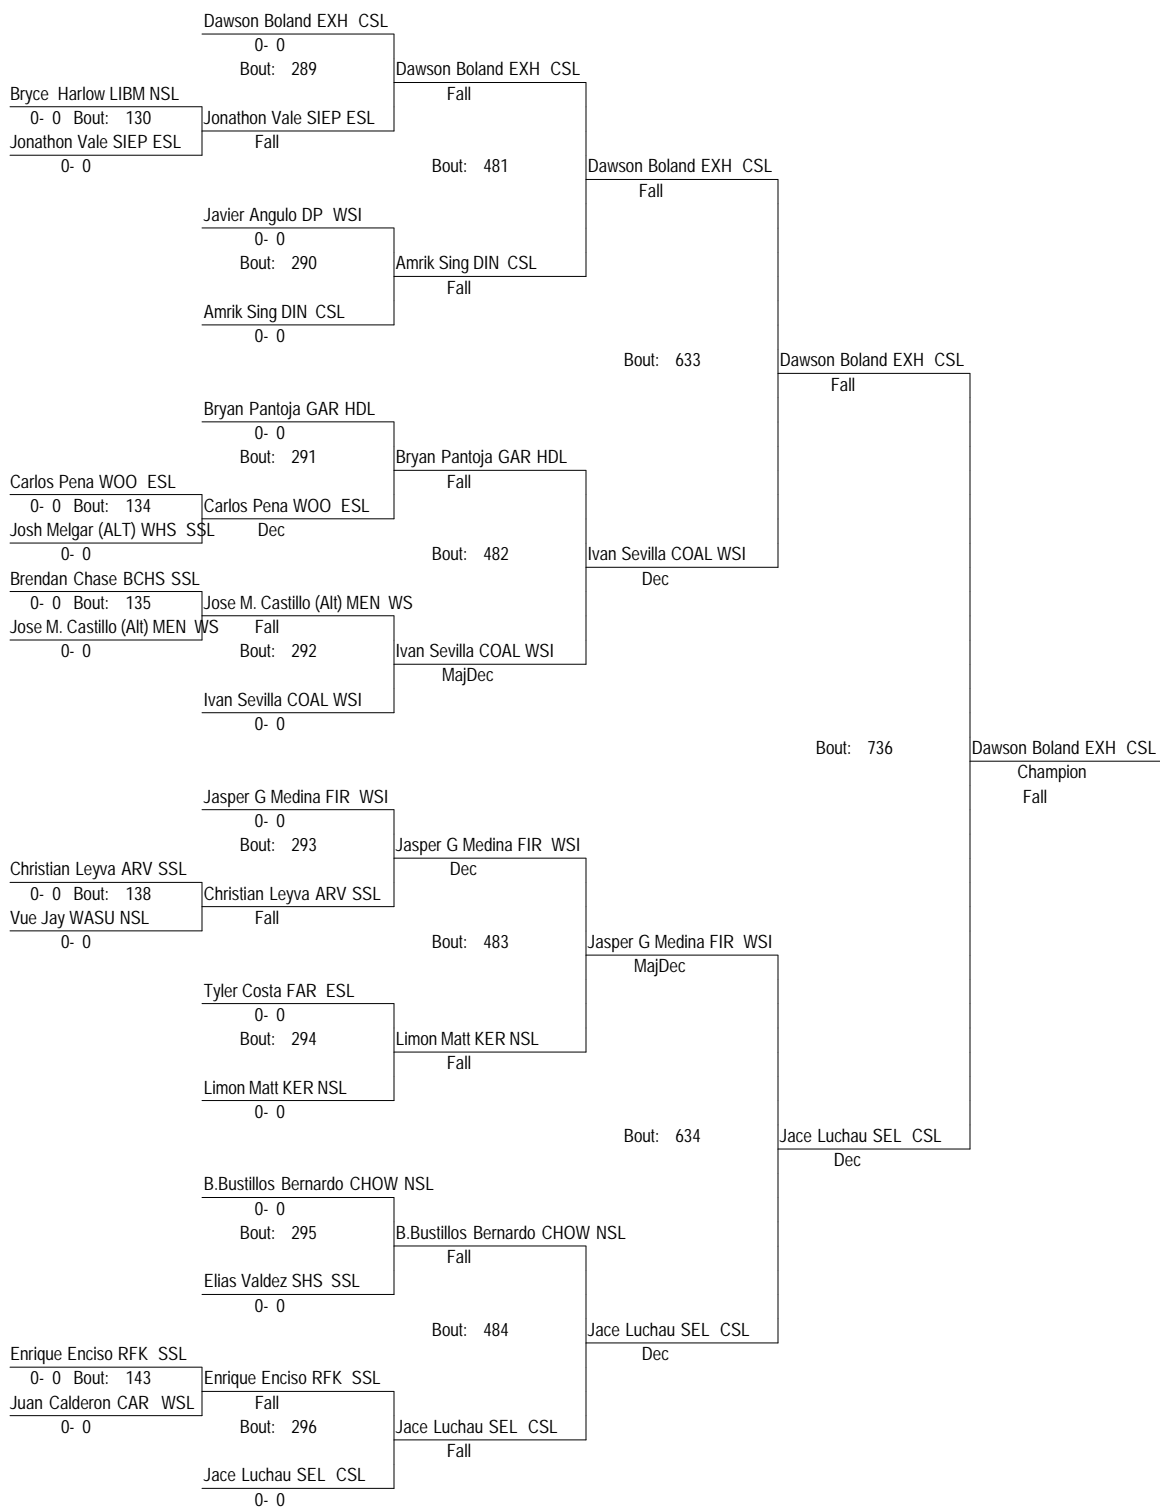 Dawson Boland EXH CSL
0- 0
Bout: 289
Dawson Boland EXH CSL
Fall
Bryce Harlow LIBM NSL
0- 0 Bout: 130
Jonathon Vale SIEP ESL
Fall
Jonathon Vale SIEP ESL
0- 0
Bout: 481
Dawson Boland EXH CSL
Fall
Javier Angulo DP WSI
0- 0
Bout: 290
Amrik Sing DIN CSL
Fall
Amrik Sing DIN CSL
0- 0
Bout: 633
Dawson Boland EXH CSL
Fall
Bryan Pantoja GAR HDL
0- 0
Bout: 291
Bryan Pantoja GAR HDL
Fall
Carlos Pena WOO ESL
0- 0 Bout: 134
Carlos Pena WOO ESL
Dec
Josh Melgar (ALT) WHS SSL
0- 0
Bout: 482
Ivan Sevilla COAL WSI
Dec
Brendan Chase BCHS SSL
0- 0 Bout: 135
Jose M. Castillo (Alt) MEN WS
Fall
Jose M. Castillo (Alt) MEN WS
0- 0
Bout: 292
Ivan Sevilla COAL WSI
MajDec
Ivan Sevilla COAL WSI
0- 0
Bout: 736
Dawson Boland EXH CSL
Champion
Fall
Jasper G Medina FIR WSI
0- 0
Bout: 293
Jasper G Medina FIR WSI
Dec
Christian Leyva ARV SSL
0- 0 Bout: 138
Christian Leyva ARV SSL
Fall
Vue Jay WASU NSL
0- 0
Bout: 483
Jasper G Medina FIR WSI
MajDec
Tyler Costa FAR ESL
0- 0
Bout: 294
Limon Matt KER NSL
Fall
Limon Matt KER NSL
0- 0
Bout: 634
Jace Luchau SEL CSL
Dec
B.Bustillos Bernardo CHOW NSL
0- 0
Bout: 295
B.Bustillos Bernardo CHOW NSL
Fall
Elias Valdez SHS SSL
0- 0
Bout: 484
Jace Luchau SEL CSL
Dec
Enrique Enciso RFK SSL
0- 0 Bout: 143
Enrique Enciso RFK SSL
Fall
Juan Calderon CAR WSL
0- 0
Bout: 296
Jace Luchau SEL CSL
Fall
Jace Luchau SEL CSL
0- 0